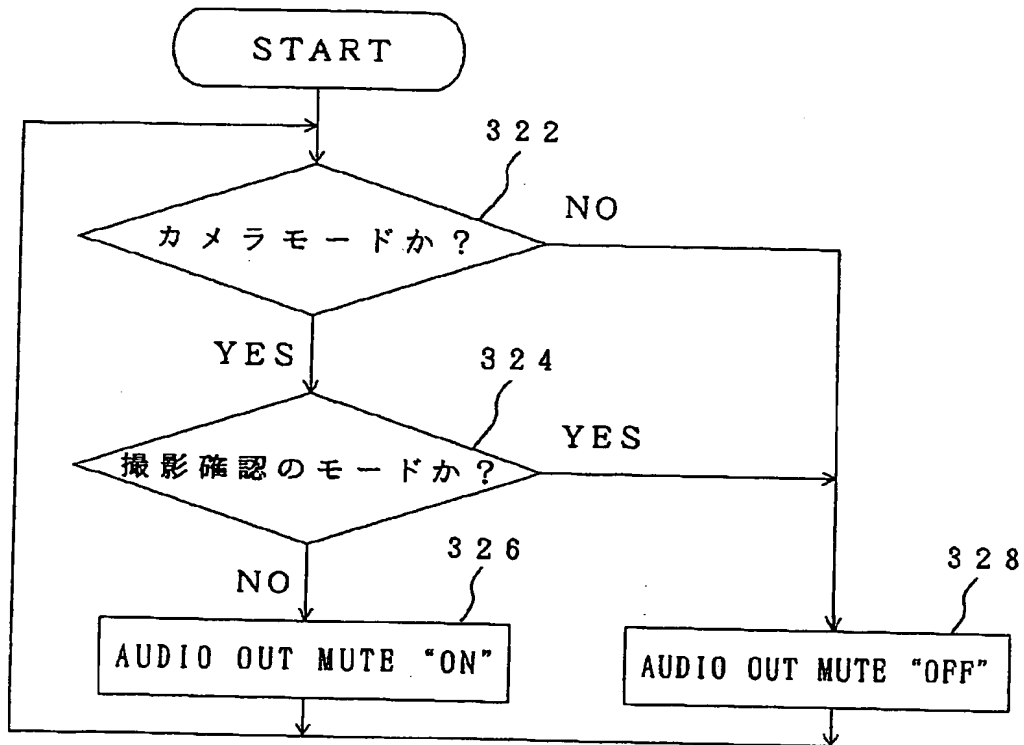 START
322
カメラモードか?
NO
YES
324
撮影確認のモードか?
YES
NO
326
AUDIO OUT MUTE “ON”
328
AUDIO OUT MUTE “OFF”